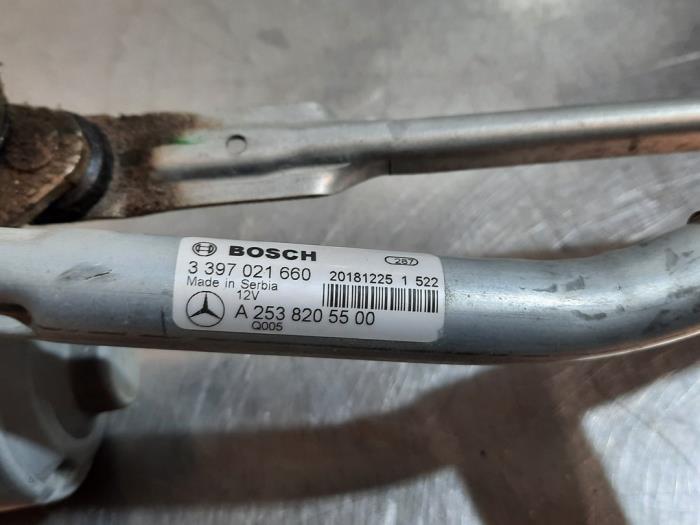 BOSCH
287
3 397 021 660
20181225 1 522
Made in Serbia
12V
A 253 820 55 00
Q005